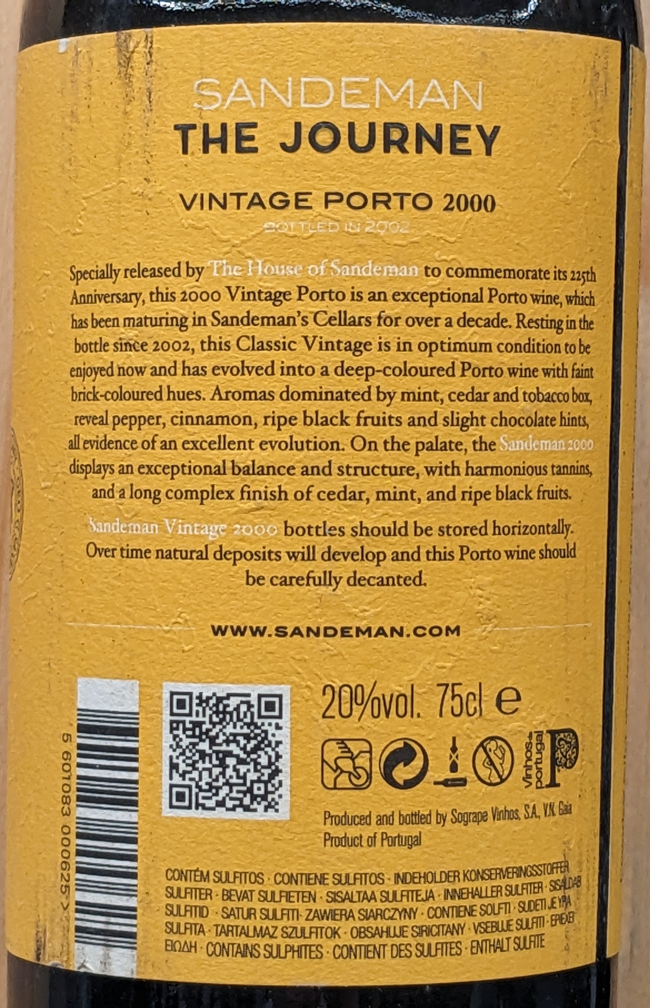 SANDEMAN
THE JOURNEY
VINTAGE PORTO 2000
BOTTLED IN 2002
Specially released by The House of Sandeman to commemorate its 225th
Anniversary, this 2000 Vintage Porto is an exceptional Porto wine, which
has been maturing in Sandeman's Cellars for over a decade. Resting in the
bottle since 2002, this Classic Vintage is in optimum condition to be
enjoyed now and has evolved into a deep-coloured Porto wine with faint
brick-coloured hues. Aromas dominated by mint, cedar and tobacco box,
reveal pepper, cinnamon, ripe black fruits and slight chocolate hints,
all evidence of an excellent evolution. On the palate, the Sandeman 2000
displays an exceptional balance and structure, with harmonious tannins,
and a long complex finish of cedar, mint, and ripe black fruits.
Sandeman Vintage 2000 bottles should be stored horizontally.
Over time natural deposits will develop and this Porto wine should
be carefully decanted.
WWW.SANDEMAN.COM
5 601083 000625 >
20%vol. 75cl e
vinhos de
portugal
Produced and bottled by Sogrape Vinhos, S.A., V.N. Gaia
Product of Portugal
CONTÉM SULFITOS · CONTIENE SULFITOS · INDEHOLDER KONSERVERINGSSTOFFER
SULFITER · BEVAT SULFIETEN · SISALTAA SULFITEJA · INNEHALLER SULFITER · SISALDAB
SULFITID · SATUR SULFITI· ZAWIERA SIARCZYNY · CONTIENE SOLFITI · SUDETI JE YRA
SULFITA · TARTALMAZ SZULFITOK · OBSAHUJE SIRICITANY · VSEBUJE SULFITI ·
ΕΙΩΔΗ · CONTAINS SULPHITES · CONTIENT DES SULFITES · ENTHALT SULFITE